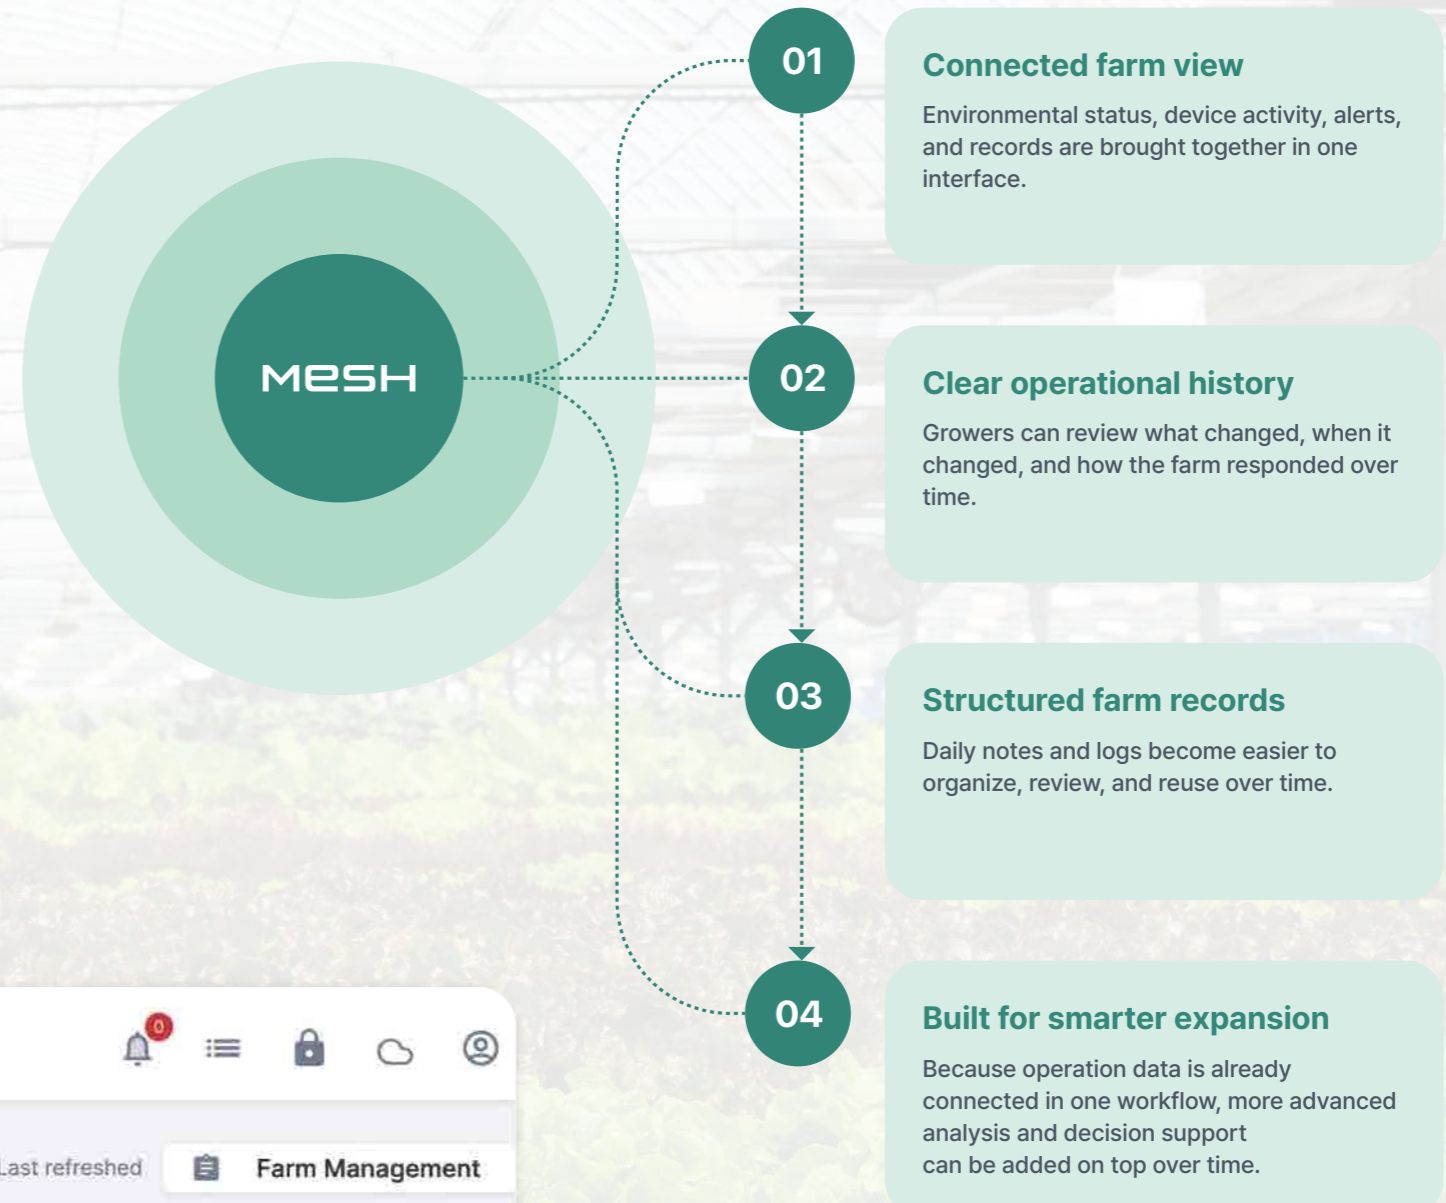 MESH
01
Connected farm view
Environmental status, device activity, alerts,
and records are brought together in one
interface.
02
Clear operational history
Growers can review what changed, when it
changed, and how the farm responded over
time.
03
Structured farm records
Daily notes and logs become easier to
organize, review, and reuse over time.
04
Built for smarter expansion
Because operation data is already
connected in one workflow, more advanced
analysis and decision support
can be added on top over time.
0
Last refreshed
Farm Management